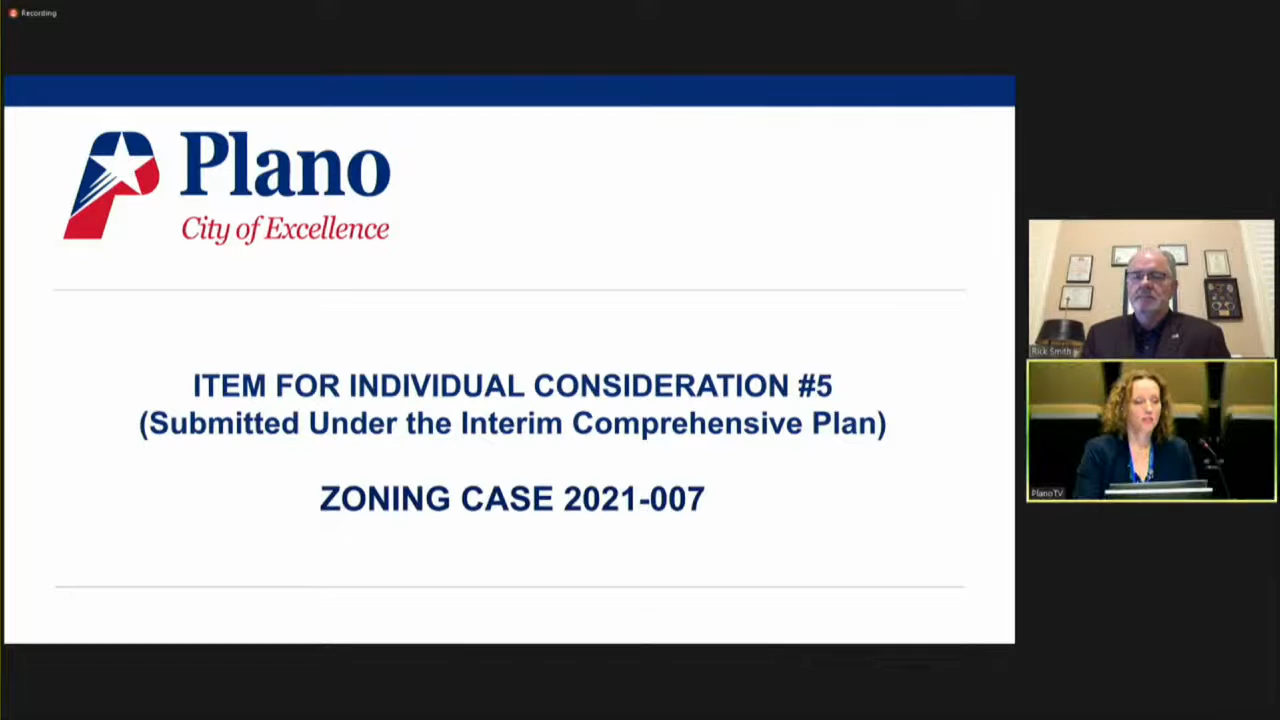 Recording
Plano
City of Excellence
ITEM FOR INDIVIDUAL CONSIDERATION #5
(Submitted Under the Interim Comprehensive Plan)
ZONING CASE 2021-007
Rick Smith
PlanoTV